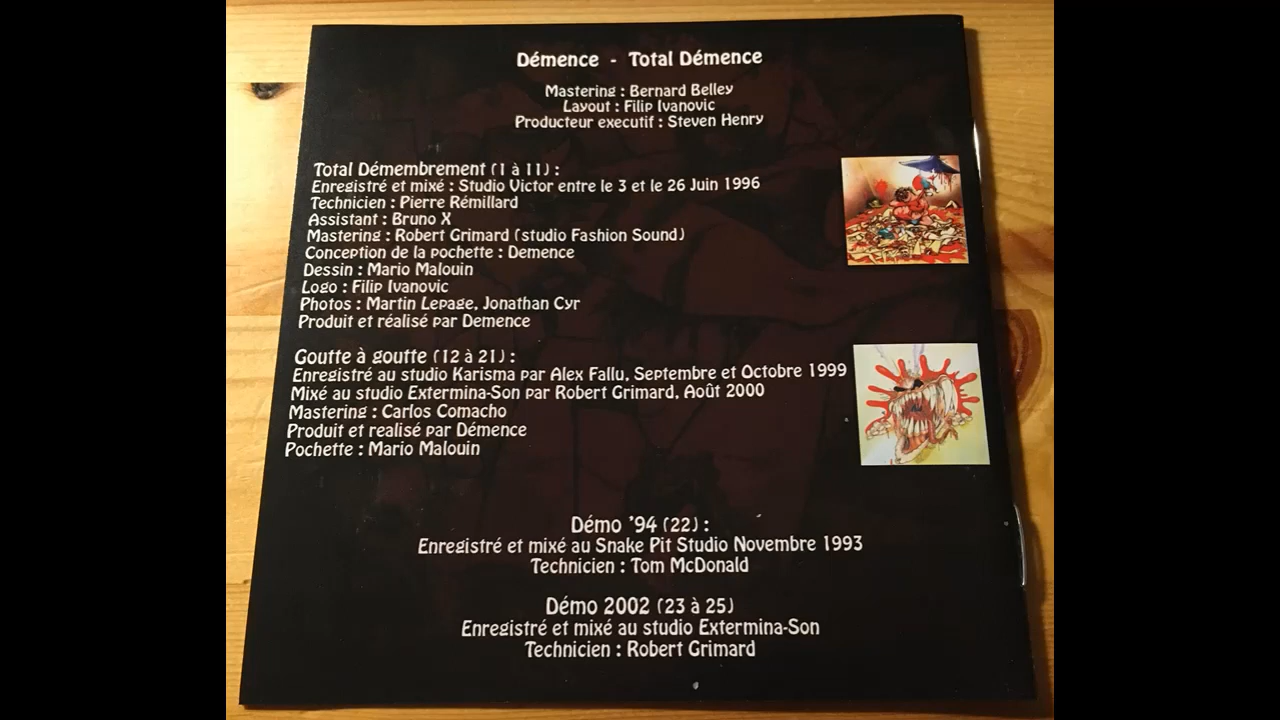 Démence - Total Démence
Mastering : Bernard Belley
Layout : Filip Ivanovic
Producteur executif : Steven Henry
Total Démembrement (1 à 11) :
Enregistré et mixé : Studio Victor entre le 3 et le 26 Juin 1996
Technicien : Pierre Rémillard
Assistant : Bruno X
Mastering : Robert Grimard (studio Fashion Sound)
Conception de la pochette : Demence
Dessin : Mario Malouin
Logo : Filip Ivanovic
Photos : Martin Lepage, Jonathan Cyr
Produit et réalisé par Demence
Goutte à goutte (12 à 21) :
Enregistré au studio Karisma par Alex Fallu, Septembre et Octobre 1999
Mixé au studio Extermina-Son par Robert Grimard, Août 2000
Mastering : Carlos Comacho
Produit et realisé par Démence
Pochette : Mario Malouin
Démo '94 (22) :
Enregistré et mixé au Snake Pit Studio Novembre 1993
Technicien : Tom McDonald
Démo 2002 (23 à 25)
Enregistré et mixé au studio Extermina-Son
Technicien : Robert Grimard